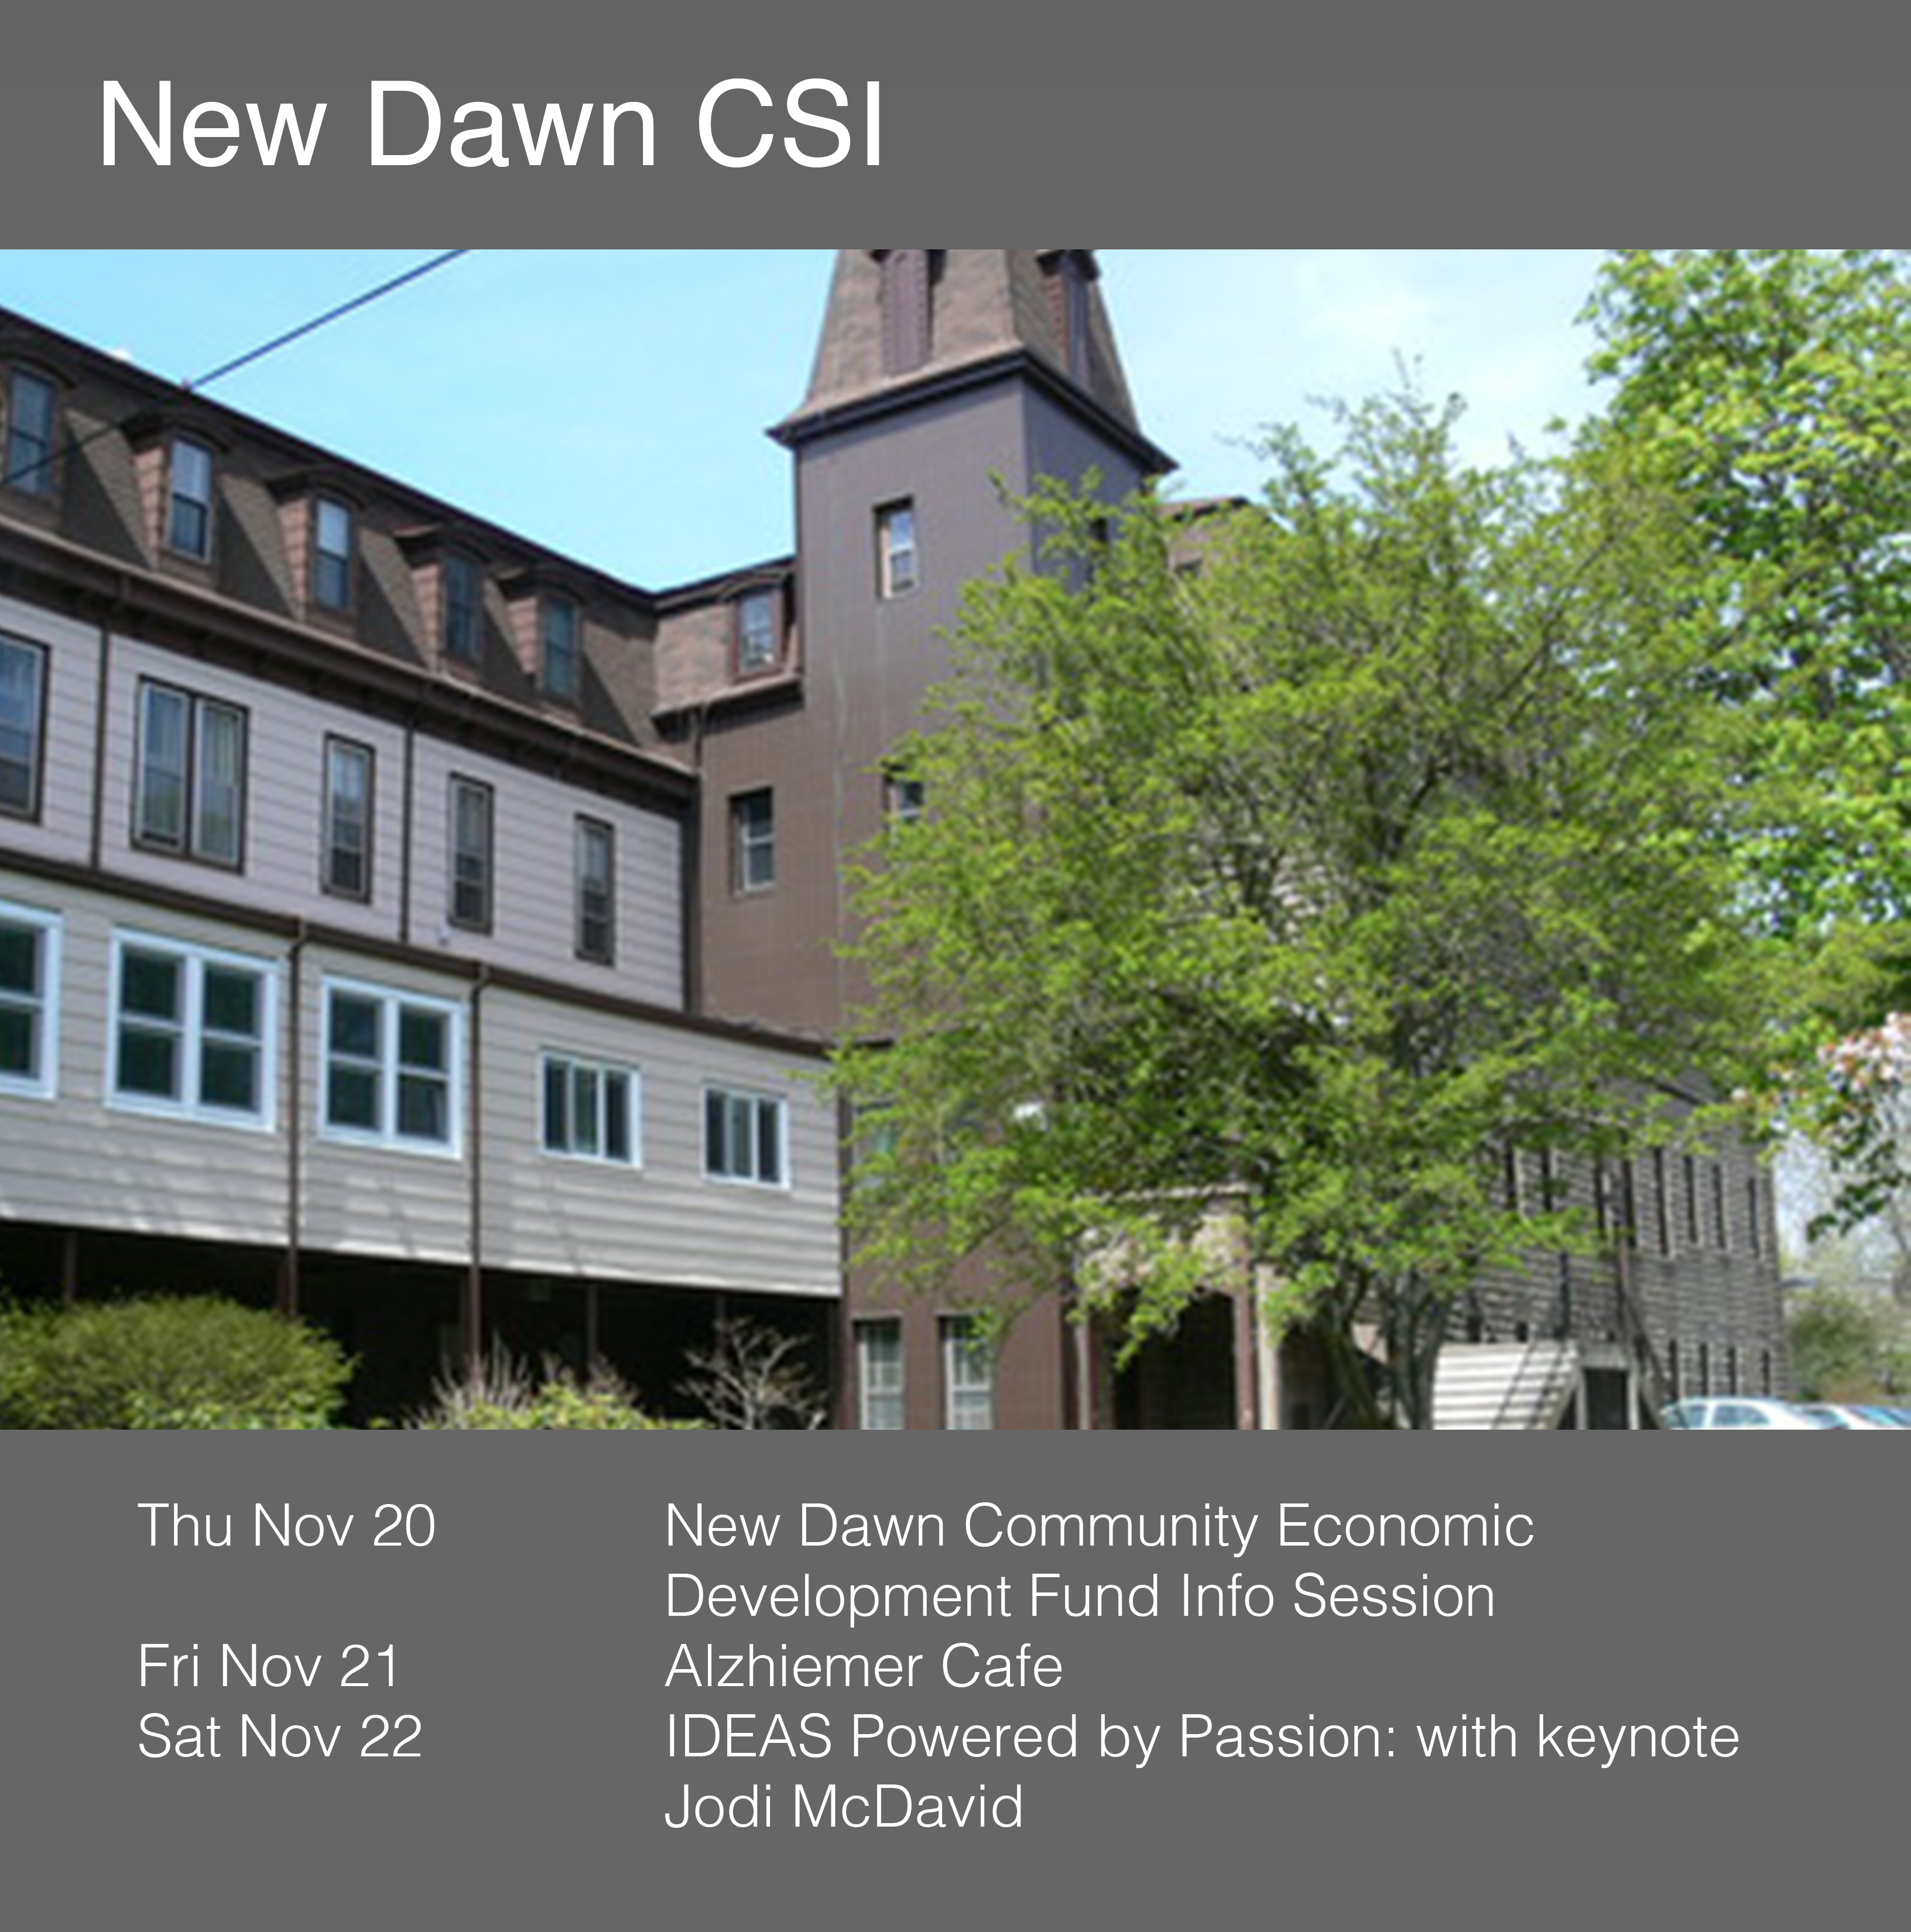 New Dawn CSI
Thu Nov 20 New Dawn Community Economic
Development Fund Info Session
Fri Nov 21 Alzhiemer Cafe
Sat Nov 22 IDEAS Powered by Passion: with keynote
Jodi McDavid